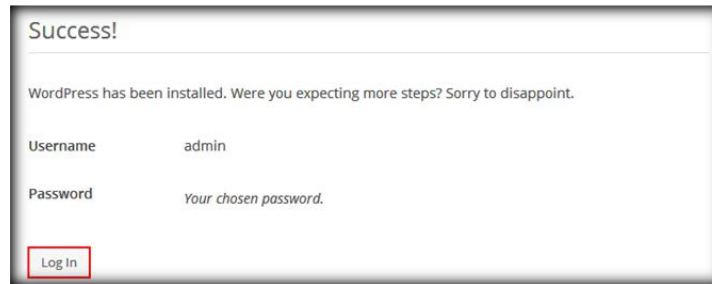 Success!
WordPress has been installed. Were you expecting more steps? Sorry to disappoint.
Username admin
Password Your chosen password.
Log In